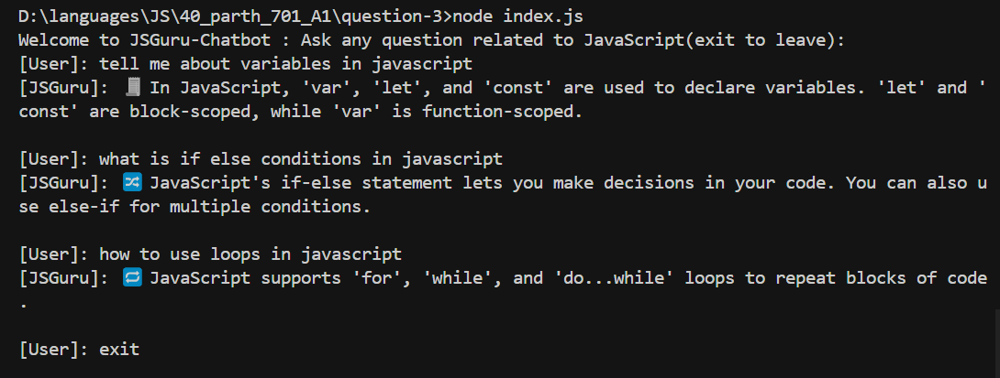 D:\languages\JS\40_parth_701_A1\question-3>node index.js
Welcome to JSGuru-Chatbot : Ask any question related to JavaScript(exit to leave):
[User]: tell me about variables in javascript
[JSGuru]: 🧾 In JavaScript, 'var', 'let', and 'const' are used to declare variables. 'let' and '
const' are block-scoped, while 'var' is function-scoped.
[User]: what is if else conditions in javascript
[JSGuru]: 🔀 JavaScript's if-else statement lets you make decisions in your code. You can also u
se else-if for multiple conditions.
[User]: how to use loops in javascript
[JSGuru]: 🔁 JavaScript supports 'for', 'while', and 'do...while' loops to repeat blocks of code
.
[User]: exit